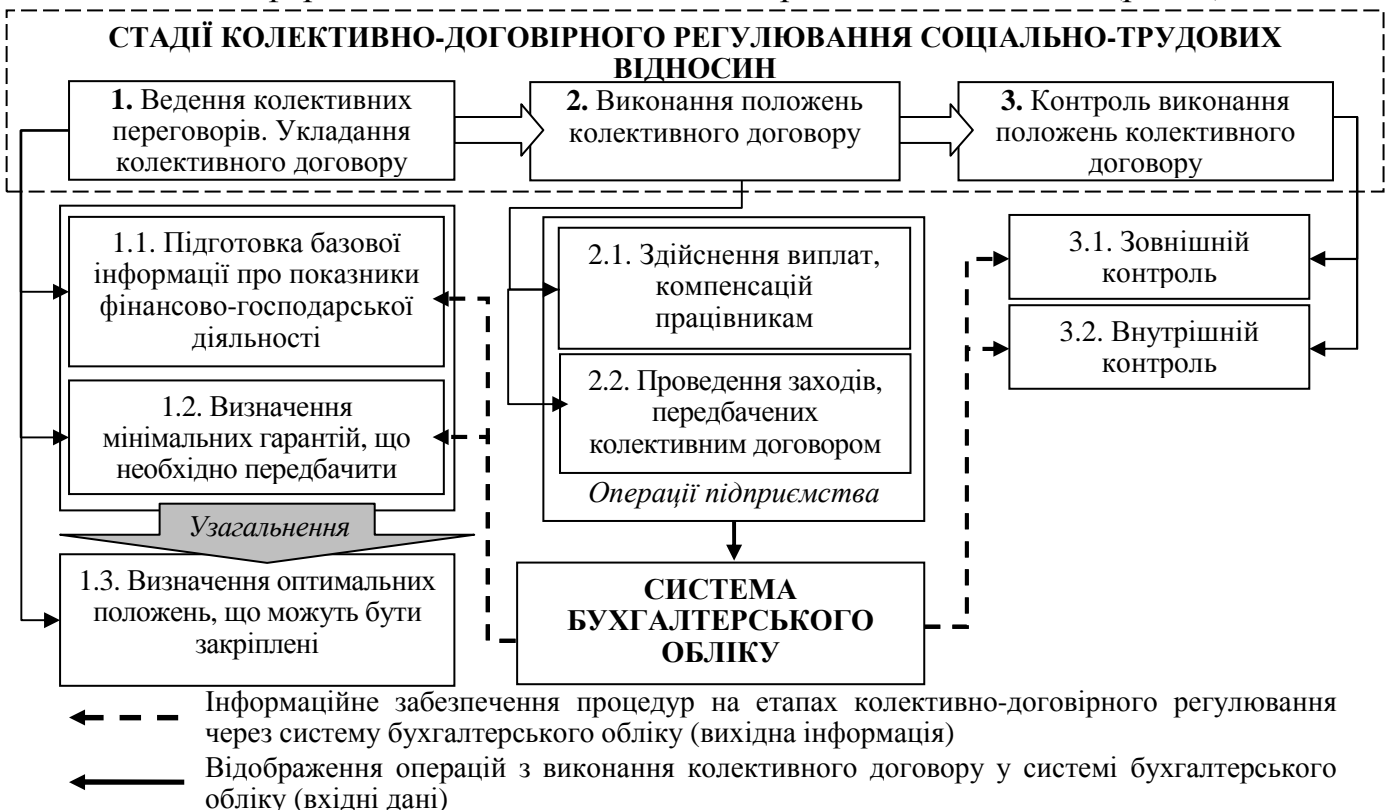 СТАДІЇ КОЛЕКТИВНО-ДОГОВІРНОГО РЕГУЛЮВАННЯ СОЦІАЛЬНО-ТРУДОВИХ
ВІДНОСИН
1. Ведення колективних
переговорів. Укладання
колективного договору
2. Виконання положень
колективного договору
3. Контроль виконання
положень колективного
договору
1.1. Підготовка базової
інформації про показники
фінансово-господарської
діяльності
1.2. Визначення
мінімальних гарантій, що
необхідно передбачити
Узагальнення
1.3. Визначення оптимальних
положень, що можуть бути
закріплені
2.1. Здійснення виплат,
компенсацій
працівникам
2.2. Проведення заходів,
передбачених
колективним договором
Операції підприємства
СИСТЕМА
БУХГАЛТЕРСЬКОГО
ОБЛІКУ
3.1. Зовнішній
контроль
3.2. Внутрішній
контроль
Інформаційне забезпечення процедур на етапах колективно-договірного регулювання
через систему бухгалтерського обліку (вихідна інформація)
Відображення операцій з виконання колективного договору у системі бухгалтерського
обліку (вхідні дані)